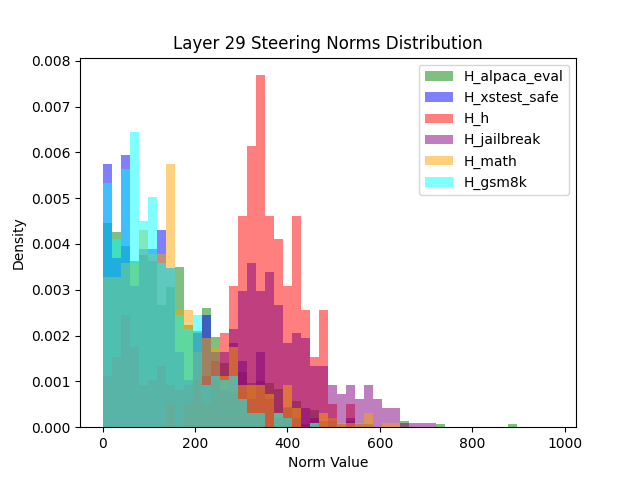 Layer 29 Steering Norms Distribution
0.008
0.007
0.006
0.005
0.004
0.003
0.002
0.001
0.000
Density
H_alpaca_eval
H_xstest_safe
H_h
H_jailbreak
H_math
H_gsm8k
0 200 400 600 800 1000
Norm Value